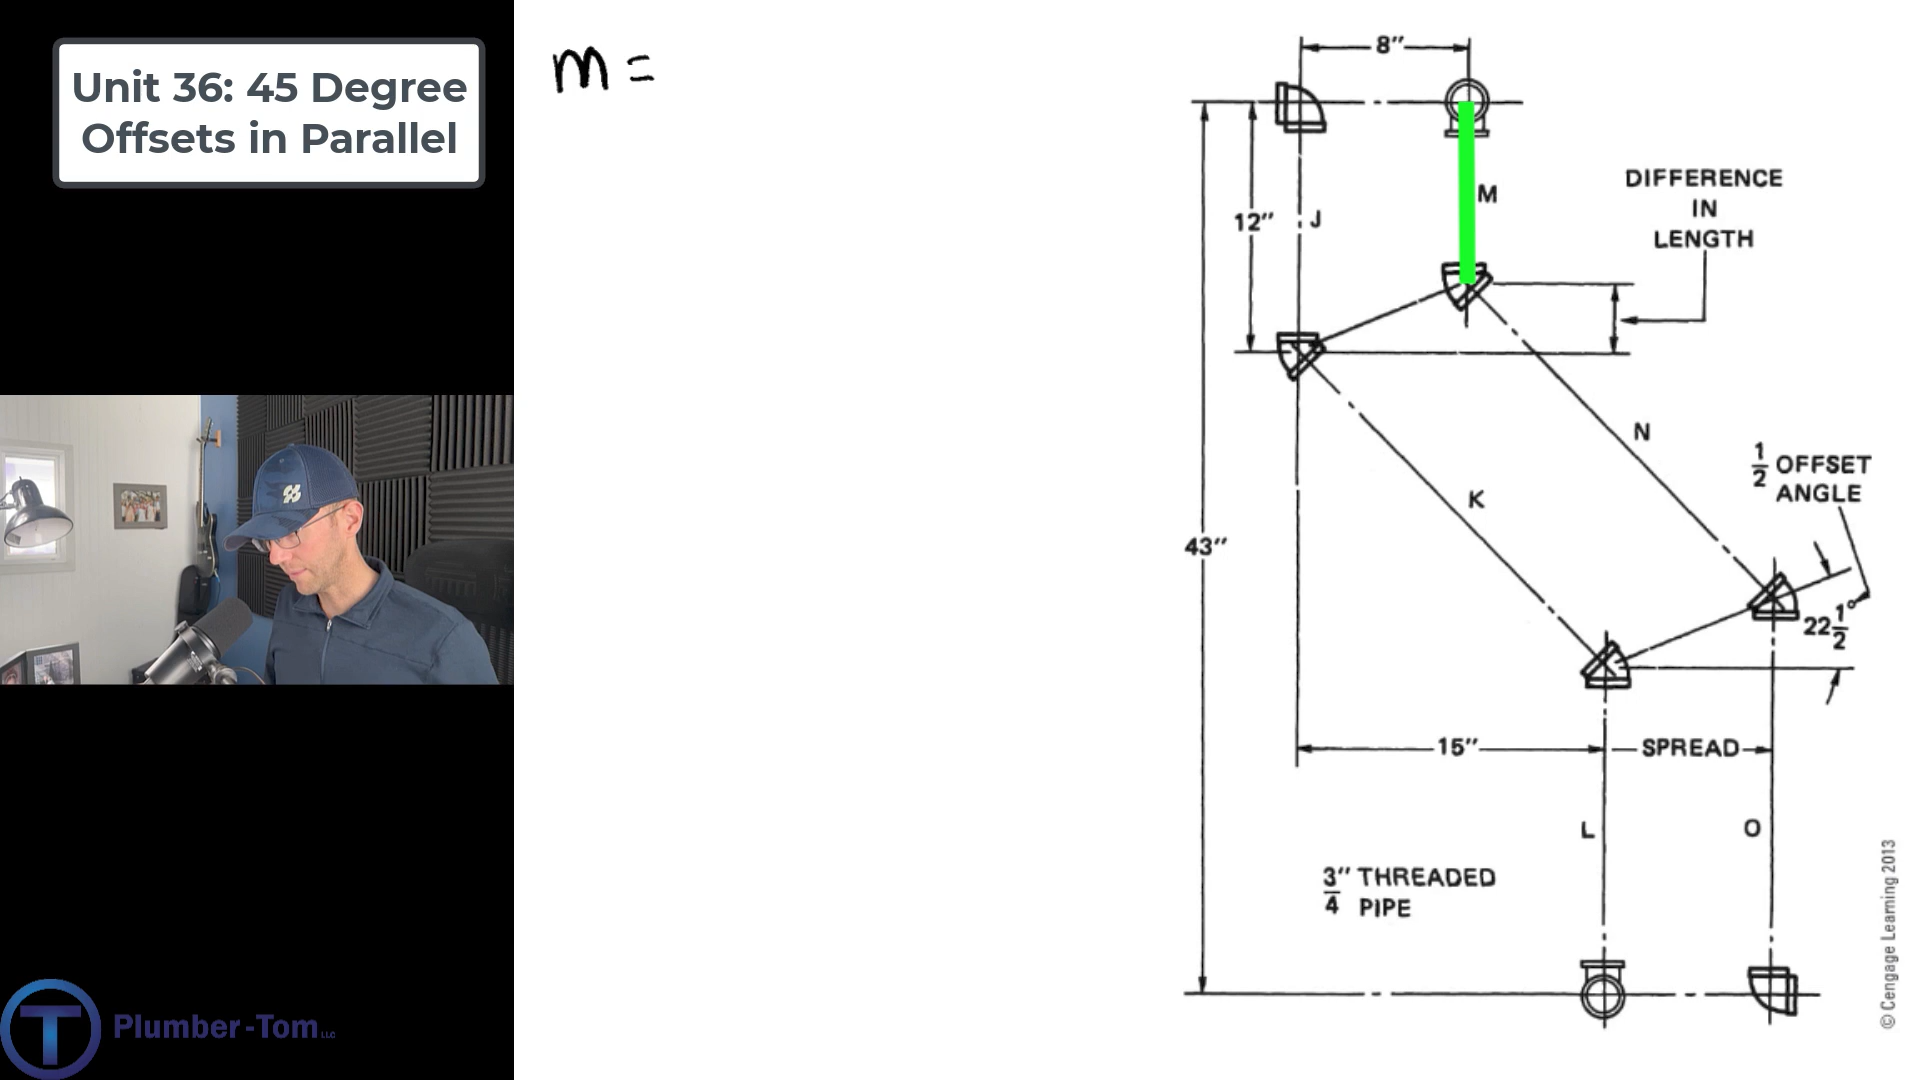 Unit 36: 45 Degree
Offsets in Parallel
m =
8"
M
DIFFERENCE
IN
LENGTH
12"
J
N
1/2 OFFSET
ANGLE
K
43"
22 1/2°
15"
SPREAD
L
O
3/4" THREADED
PIPE
© Cengage Learning 2013
T
Plumber-Tom LLC